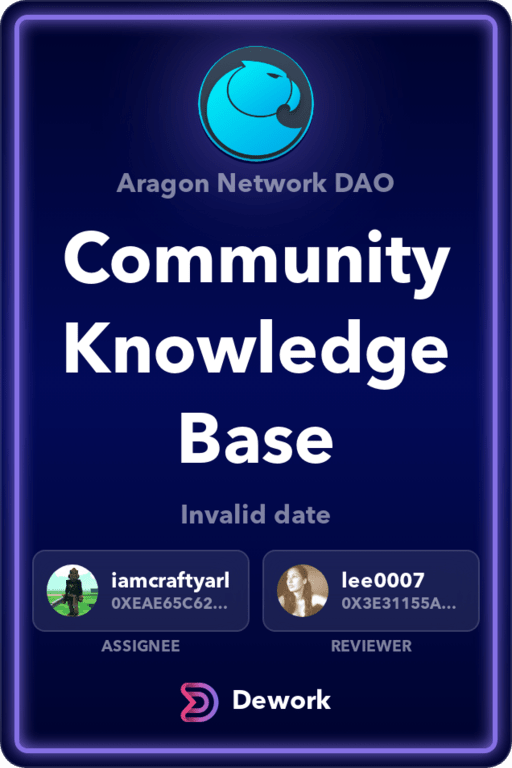 Aragon Network DAO
Community
Knowledge
Base
Invalid date
iamcraftyarl
0XEAE65C62...
ASSIGNEE
lee0007
0X3E31155A...
REVIEWER
Dework